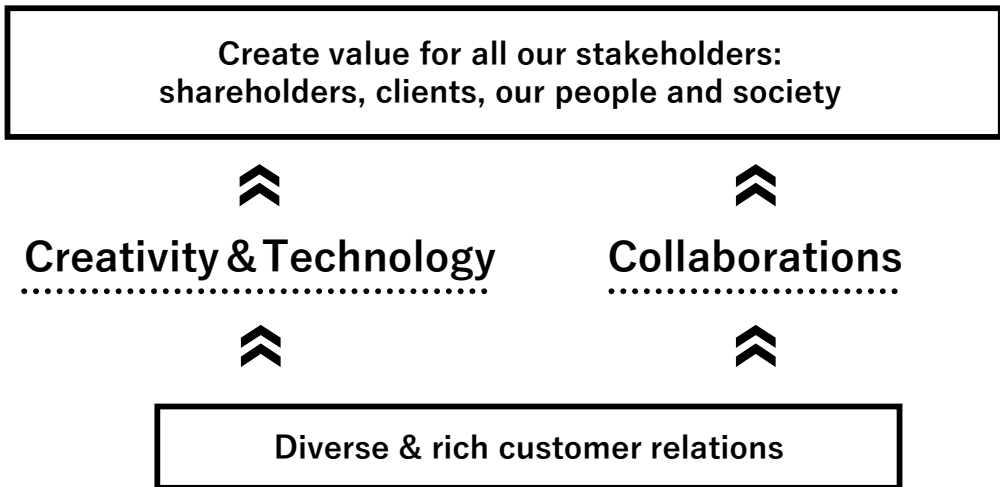 Create value for all our stakeholders:
shareholders, clients, our people and society
Creativity & Technology
Collaborations
Diverse & rich customer relations